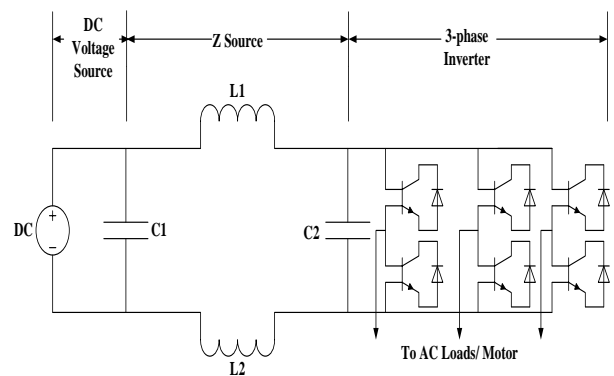 DC
Voltage
Source
Z Source
3-phase
Inverter
L1
DC
+
−
C1
C2
L2
To AC Loads/ Motor